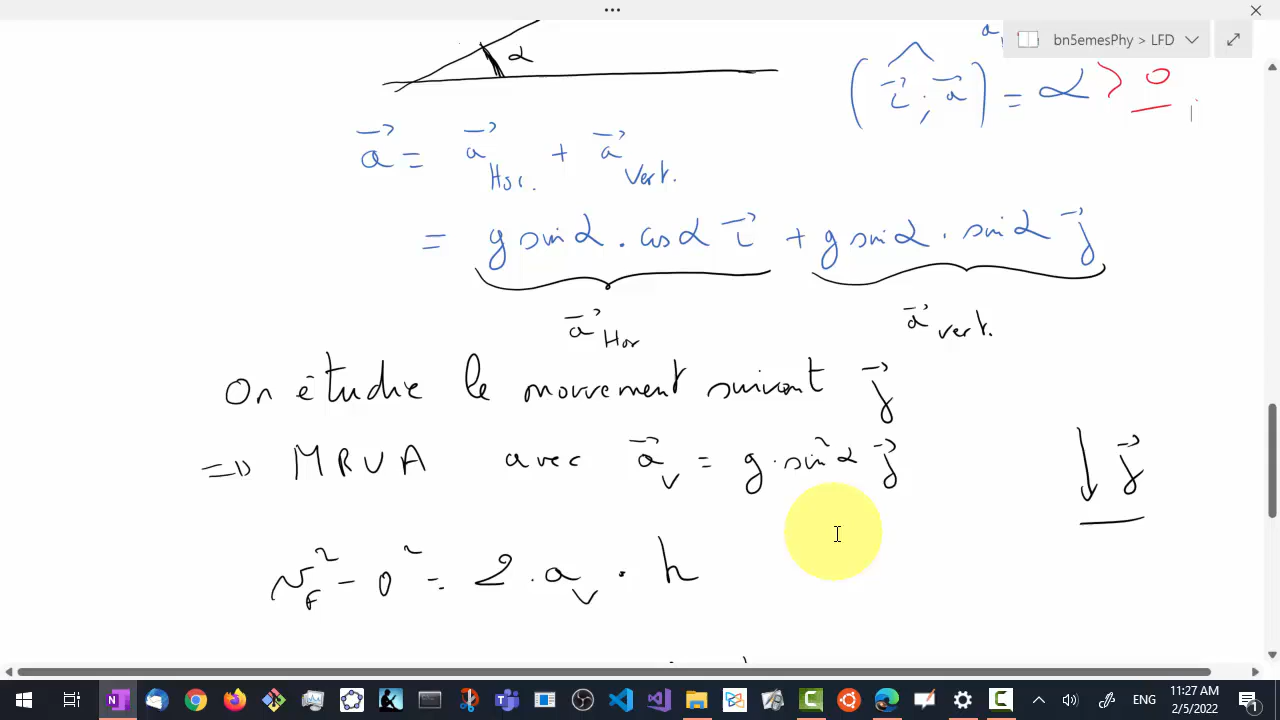 bn5emesPhy > LFD
α
(i⃗ ; a⃗) = α > 0
a⃗ = a⃗ Hor. + a⃗ Vert.
= g sin α . cos α i⃗ + g sin α . sin α j⃗
a⃗ Hor a⃗ vert.
On étudie le mouvement suivant j⃗
=> MRUA avec a⃗ᵥ = g . sin² α j⃗
j⃗
v_f² - 0² = 2 . aᵥ . h
ENG
11:27 AM
2/5/2022